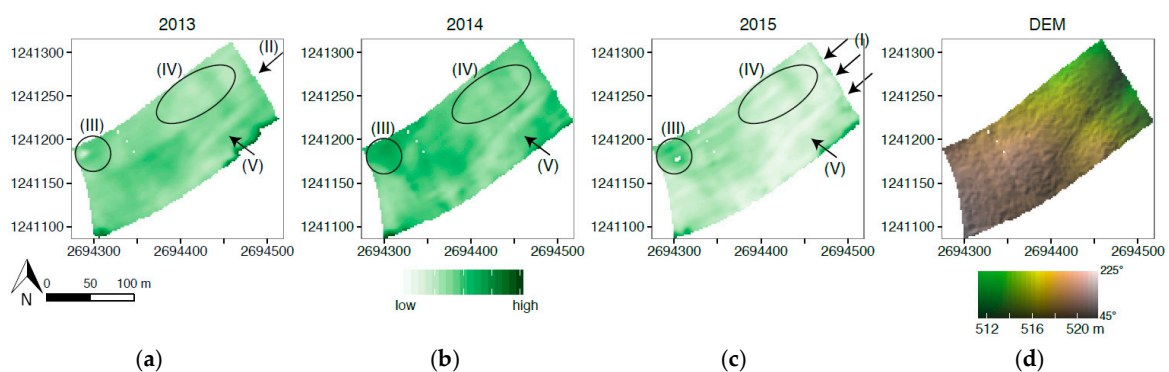 2013
2014
2015
DEM
1241300
1241250
1241200
1241150
1241100
(II)
(IV)
(III)
(V)
2694300
2694400
2694500
1241300
1241250
1241200
1241150
1241100
(IV)
(III)
(V)
2694300
2694400
2694500
1241300
1241250
1241200
1241150
1241100
(I)
(IV)
(III)
(V)
2694300
2694400
2694500
1241300
1241250
1241200
1241150
1241100
2694300
2694400
2694500
N
0 50 100 m
low high
225°
45°
512 516 520 m
(a) (b) (c) (d)